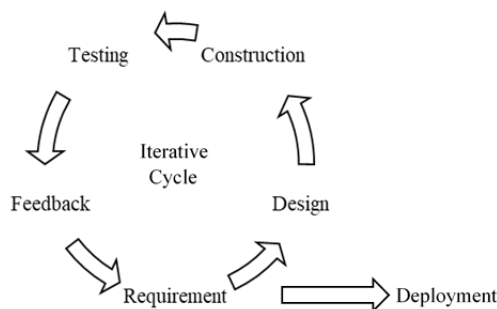 Testing
Construction
Iterative
Cycle
Feedback
Design
Requirement
Deployment